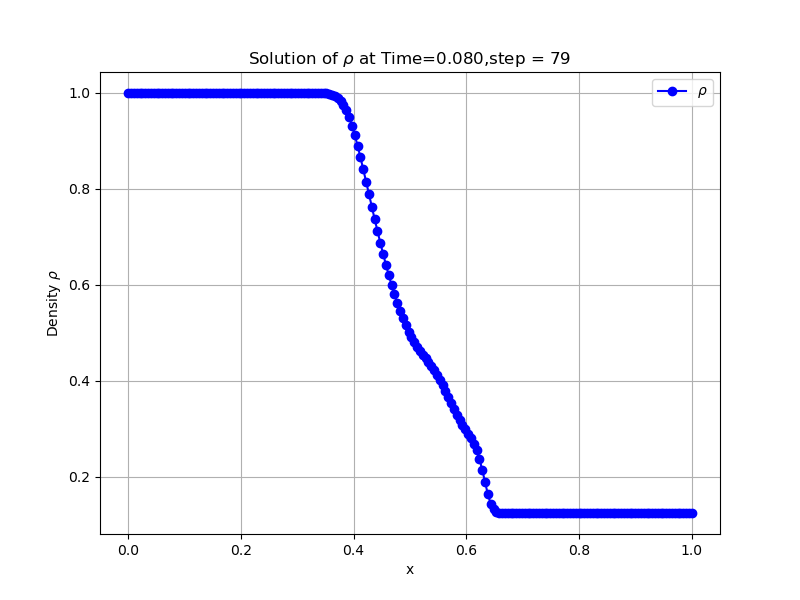 Solution of ρ at Time=0.080,step = 79
ρ
1.0
0.8
0.6
0.4
0.2
Density ρ
0.0 0.2 0.4 0.6 0.8 1.0
x